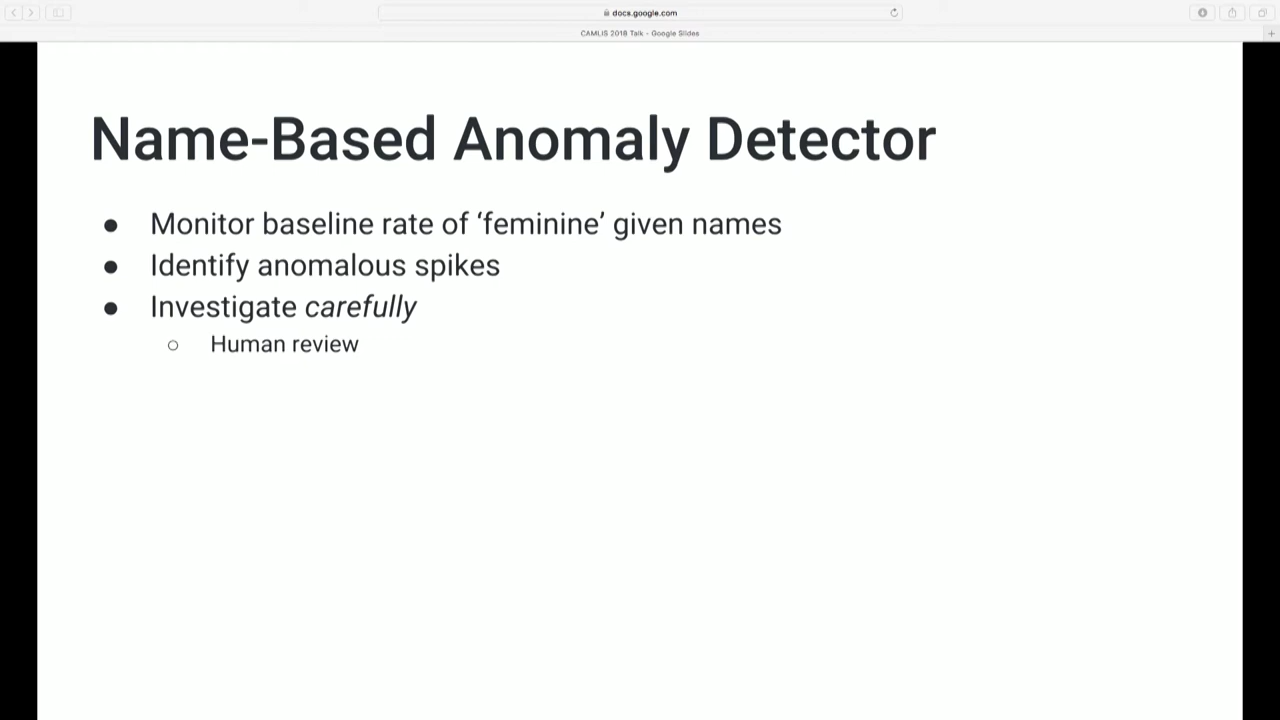 docs.google.com
CAMLIS 2018 Talk - Google Slides
Name-Based Anomaly Detector
● Monitor baseline rate of ‘feminine’ given names
● Identify anomalous spikes
● Investigate carefully
○ Human review